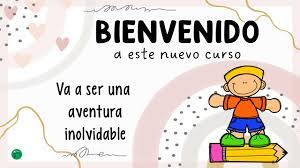 BIENVENIDO
a este nuevo curso
Va a ser una
aventura
inolvidable